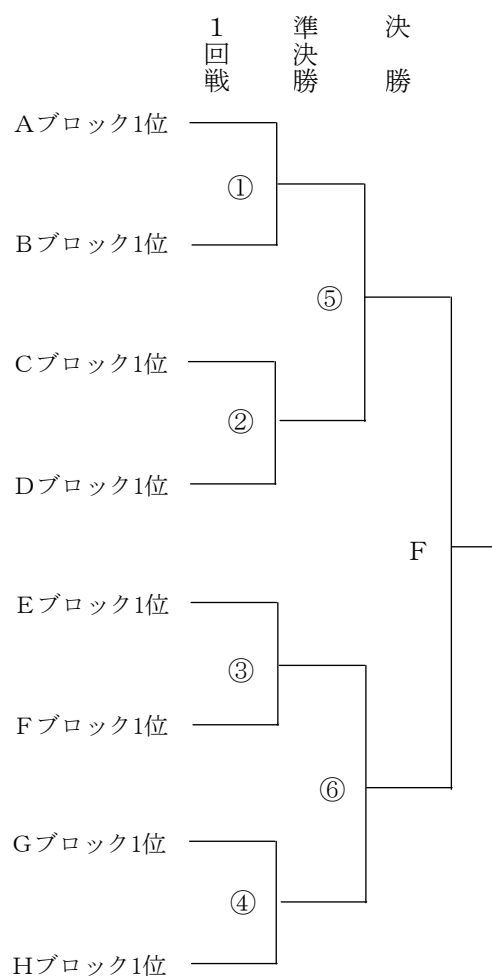 1回戦
準決勝
決勝
Aブロック1位
①
Bブロック1位
⑤
Cブロック1位
②
Dブロック1位
F
Eブロック1位
③
Fブロック1位
⑥
Gブロック1位
④
Hブロック1位